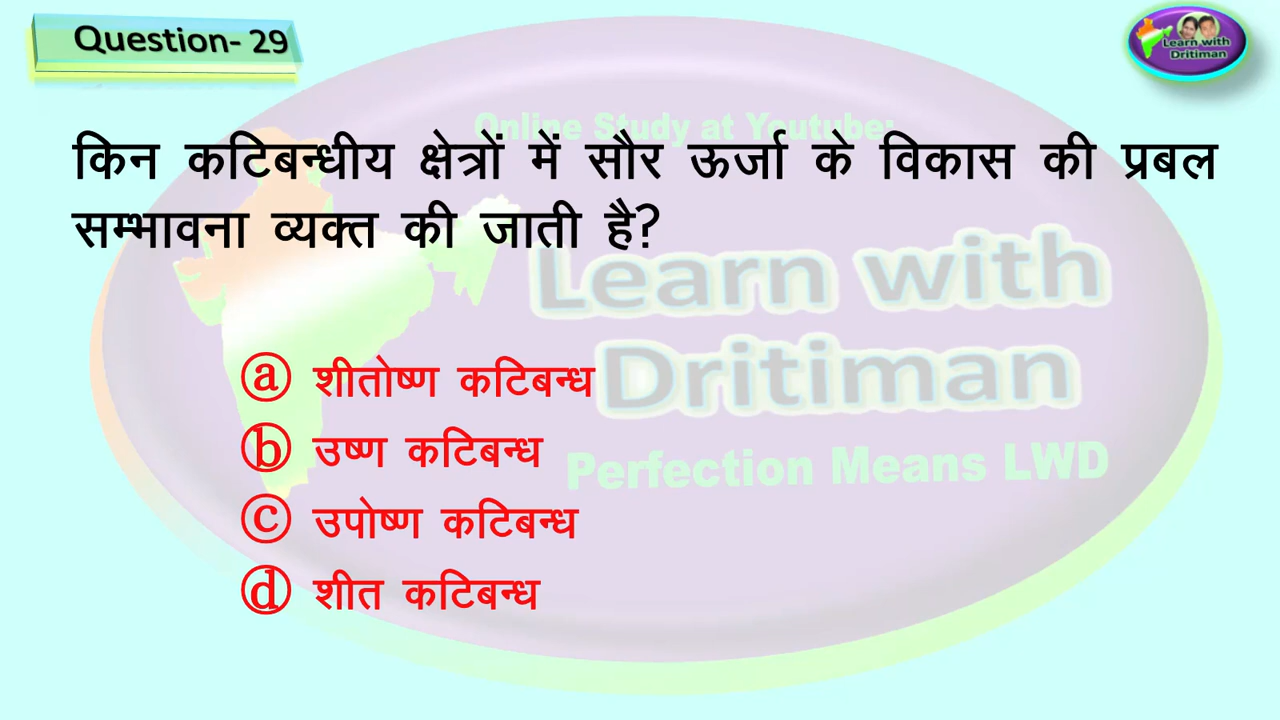 Question- 29
Learn with
Dritiman
Online Study at Youtube:
किन कटिबन्धीय क्षेत्रों में सौर ऊर्जा के विकास की प्रबल
सम्भावना व्यक्त की जाती है?
Learn with
Dritiman
Perfection Means LWD
ⓐ शीतोष्ण कटिबन्ध
ⓑ उष्ण कटिबन्ध
ⓒ उपोष्ण कटिबन्ध
ⓓ शीत कटिबन्ध